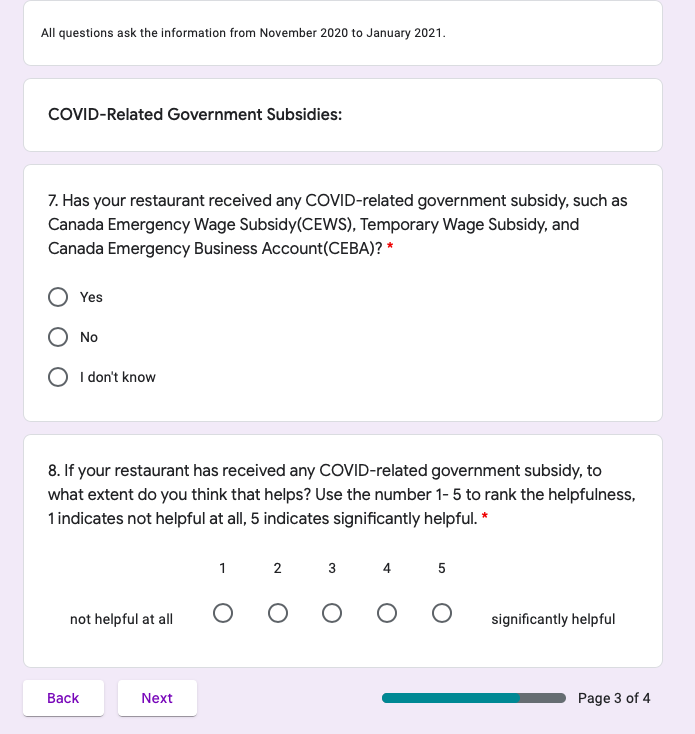 All questions ask the information from November 2020 to January 2021.
COVID-Related Government Subsidies:
7. Has your restaurant received any COVID-related government subsidy, such as
Canada Emergency Wage Subsidy(CEWS), Temporary Wage Subsidy, and
Canada Emergency Business Account(CEBA)? *
Yes
No
I don't know
8. If your restaurant has received any COVID-related government subsidy, to
what extent do you think that helps? Use the number 1- 5 to rank the helpfulness,
1 indicates not helpful at all, 5 indicates significantly helpful. *
1 2 3 4 5
not helpful at all significantly helpful
Back Next Page 3 of 4